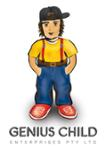 GENIUS CHILD
ENTERPRISES PTY LTD